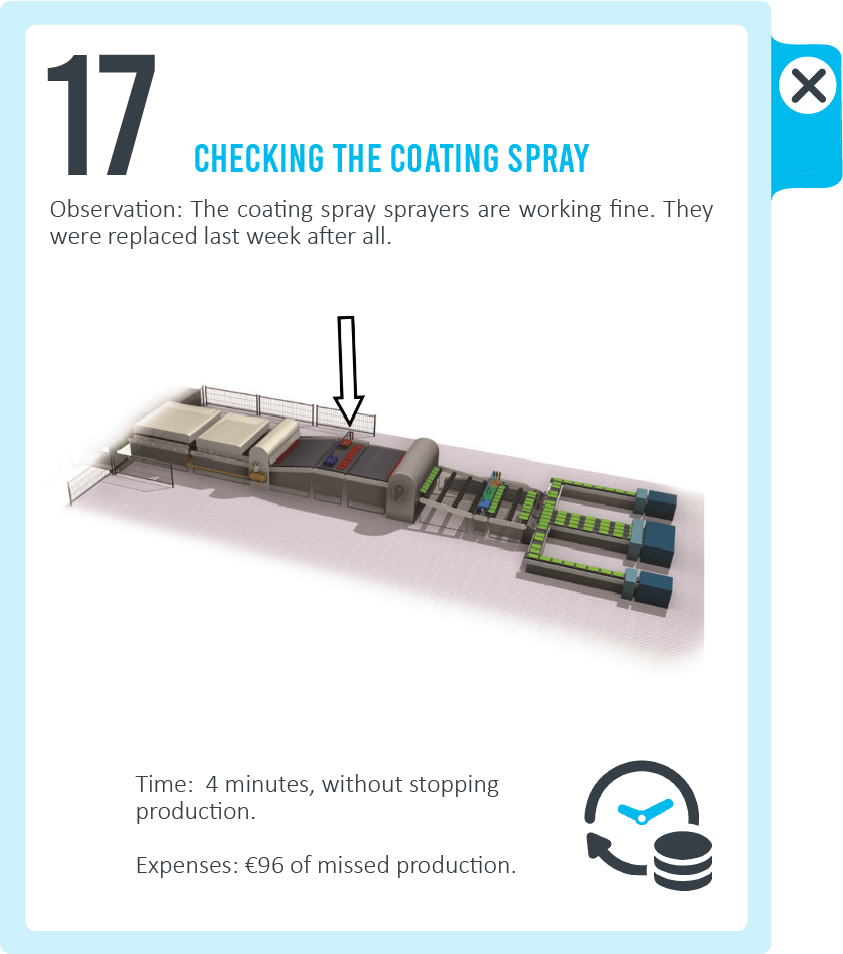 17
CHECKING THE COATING SPRAY
Observation: The coating spray sprayers are working fine. They
were replaced last week after all.
Time:  4 minutes, without stopping
production.
Expenses: €96 of missed production.